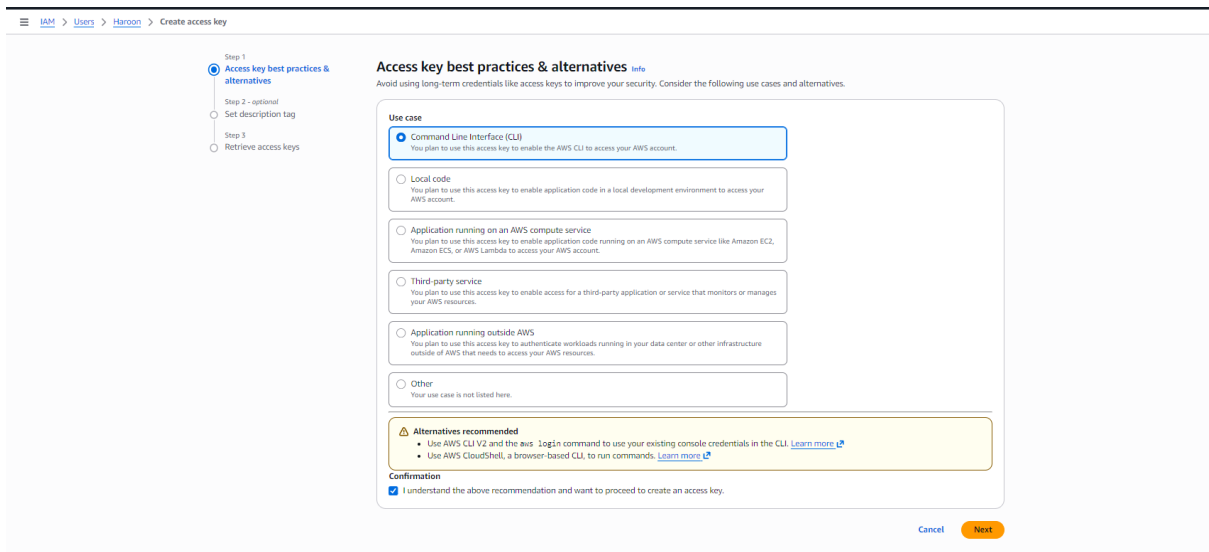 IAM > Users > Haroon > Create access key
Step 1
Access key best practices &
alternatives
Step 2 - optional
Set description tag
Step 3
Retrieve access keys
Access key best practices & alternatives Info
Avoid using long-term credentials like access keys to improve your security. Consider the following use cases and alternatives.
Use case
Command Line Interface (CLI)
You plan to use this access key to enable the AWS CLI to access your AWS account.
Local code
You plan to use this access key to enable application code in a local development environment to access your
AWS account.
Application running on an AWS compute service
You plan to use this access key to enable application code running on an AWS compute service like Amazon EC2,
Amazon ECS, or AWS Lambda to access your AWS account.
Third-party service
You plan to use this access key to enable access for a third-party application or service that monitors or manages
your AWS resources.
Application running outside AWS
You plan to use this access key to authenticate workloads running in your data center or other infrastructure
outside of AWS that needs to access your AWS resources.
Other
Your use case is not listed here.
Alternatives recommended
• Use AWS CLI V2 and the aws login command to use your existing console credentials in the CLI. Learn more
• Use AWS CloudShell, a browser-based CLI, to run commands. Learn more
Confirmation
I understand the above recommendation and want to proceed to create an access key.
Cancel Next